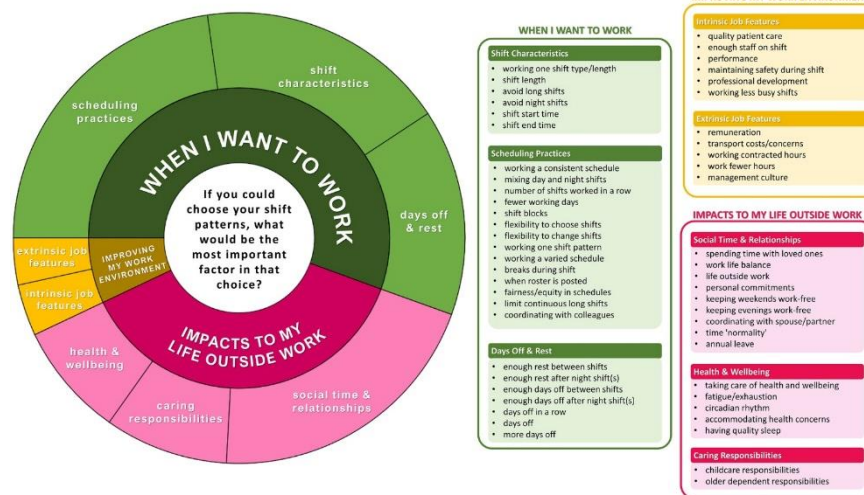 scheduling
practices
shift
characteristics
days off
& rest
WHEN I WANT TO WORK
If you could
choose your shift
patterns, what
would be the
most important
factor in that
choice?
extrinsic job
features
intrinsic job
features
IMPROVING
MY WORK
ENVIRONMENT
IMPACTS TO MY
LIFE OUTSIDE WORK
health &
wellbeing
caring
responsibilities
social time &
relationships
WHEN I WANT TO WORK
Shift Characteristics
• working one shift type/length
• shift length
• avoid long shifts
• avoid night shifts
• shift start time
• shift end time
Scheduling Practices
• working a consistent schedule
• mixing day and night shifts
• number of shifts worked in a row
• fewer working days
• shift blocks
• flexibility to choose shifts
• flexibility to change shifts
• working one shift pattern
• working a varied schedule
• breaks during shift
• when roster is posted
• fairness/equity in schedules
• limit continuous long shifts
• coordinating with colleagues
Days Off & Rest
• enough rest between shifts
• enough rest after night shift(s)
• enough days off between shifts
• enough days off after night shift(s)
• days off in a row
• days off
• more days off
Intrinsic Job Features
• quality patient care
• enough staff on shift
• performance
• maintaining safety during shift
• professional development
• working less busy shifts
Extrinsic Job Features
• remuneration
• transport costs/concerns
• working contracted hours
• work fewer hours
• management culture
IMPACTS TO MY LIFE OUTSIDE WORK
Social Time & Relationships
• spending time with loved ones
• work life balance
• life outside work
• personal commitments
• keeping weekends work-free
• keeping evenings work-free
• coordinating with spouse/partner
• time 'normality'
• annual leave
Health & Wellbeing
• taking care of health and wellbeing
• fatigue/exhaustion
• circadian rhythm
• accommodating health concerns
• having quality sleep
Caring Responsibilities
• childcare responsibilities
• older dependent responsibilities